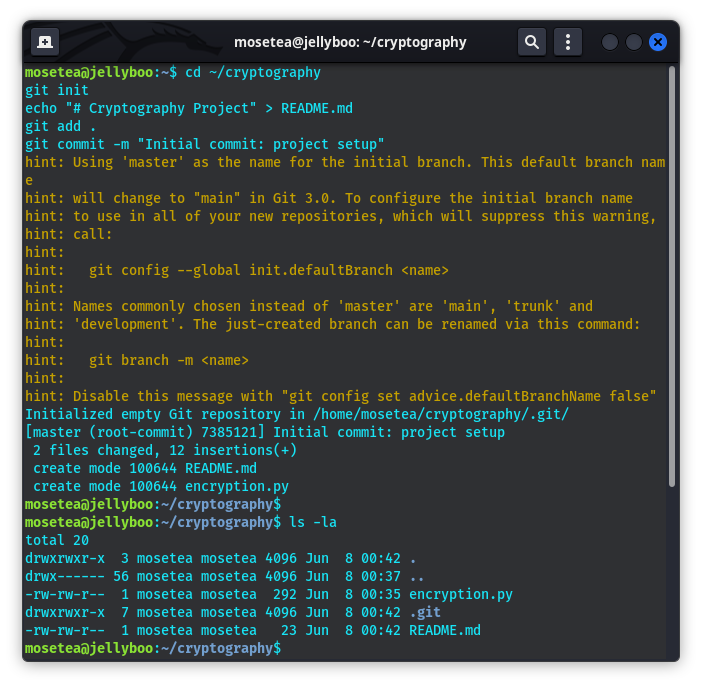 mosetea@jellyboo: ~/cryptography
mosetea@jellyboo:~$ cd ~/cryptography
git init
echo "# Cryptography Project" > README.md
git add .
git commit -m "Initial commit: project setup"
hint: Using 'master' as the name for the initial branch. This default branch nam
e
hint: will change to "main" in Git 3.0. To configure the initial branch name
hint: to use in all of your new repositories, which will suppress this warning,
hint: call:
hint:
hint:   git config --global init.defaultBranch <name>
hint:
hint: Names commonly chosen instead of 'master' are 'main', 'trunk' and
hint: 'development'. The just-created branch can be renamed via this command:
hint:
hint:   git branch -m <name>
hint:
hint: Disable this message with "git config set advice.defaultBranchName false"
Initialized empty Git repository in /home/mosetea/cryptography/.git/
[master (root-commit) 7385121] Initial commit: project setup
 2 files changed, 12 insertions(+)
 create mode 100644 README.md
 create mode 100644 encryption.py
mosetea@jellyboo:~/cryptography$
mosetea@jellyboo:~/cryptography$ ls -la
total 20
drwxrwxr-x  3 mosetea mosetea 4096 Jun  8 00:42 .
drwx------ 56 mosetea mosetea 4096 Jun  8 00:37 ..
-rw-rw-r--  1 mosetea mosetea  292 Jun  8 00:35 encryption.py
drwxrwxr-x  7 mosetea mosetea 4096 Jun  8 00:42 .git
-rw-rw-r--  1 mosetea mosetea   23 Jun  8 00:42 README.md
mosetea@jellyboo:~/cryptography$